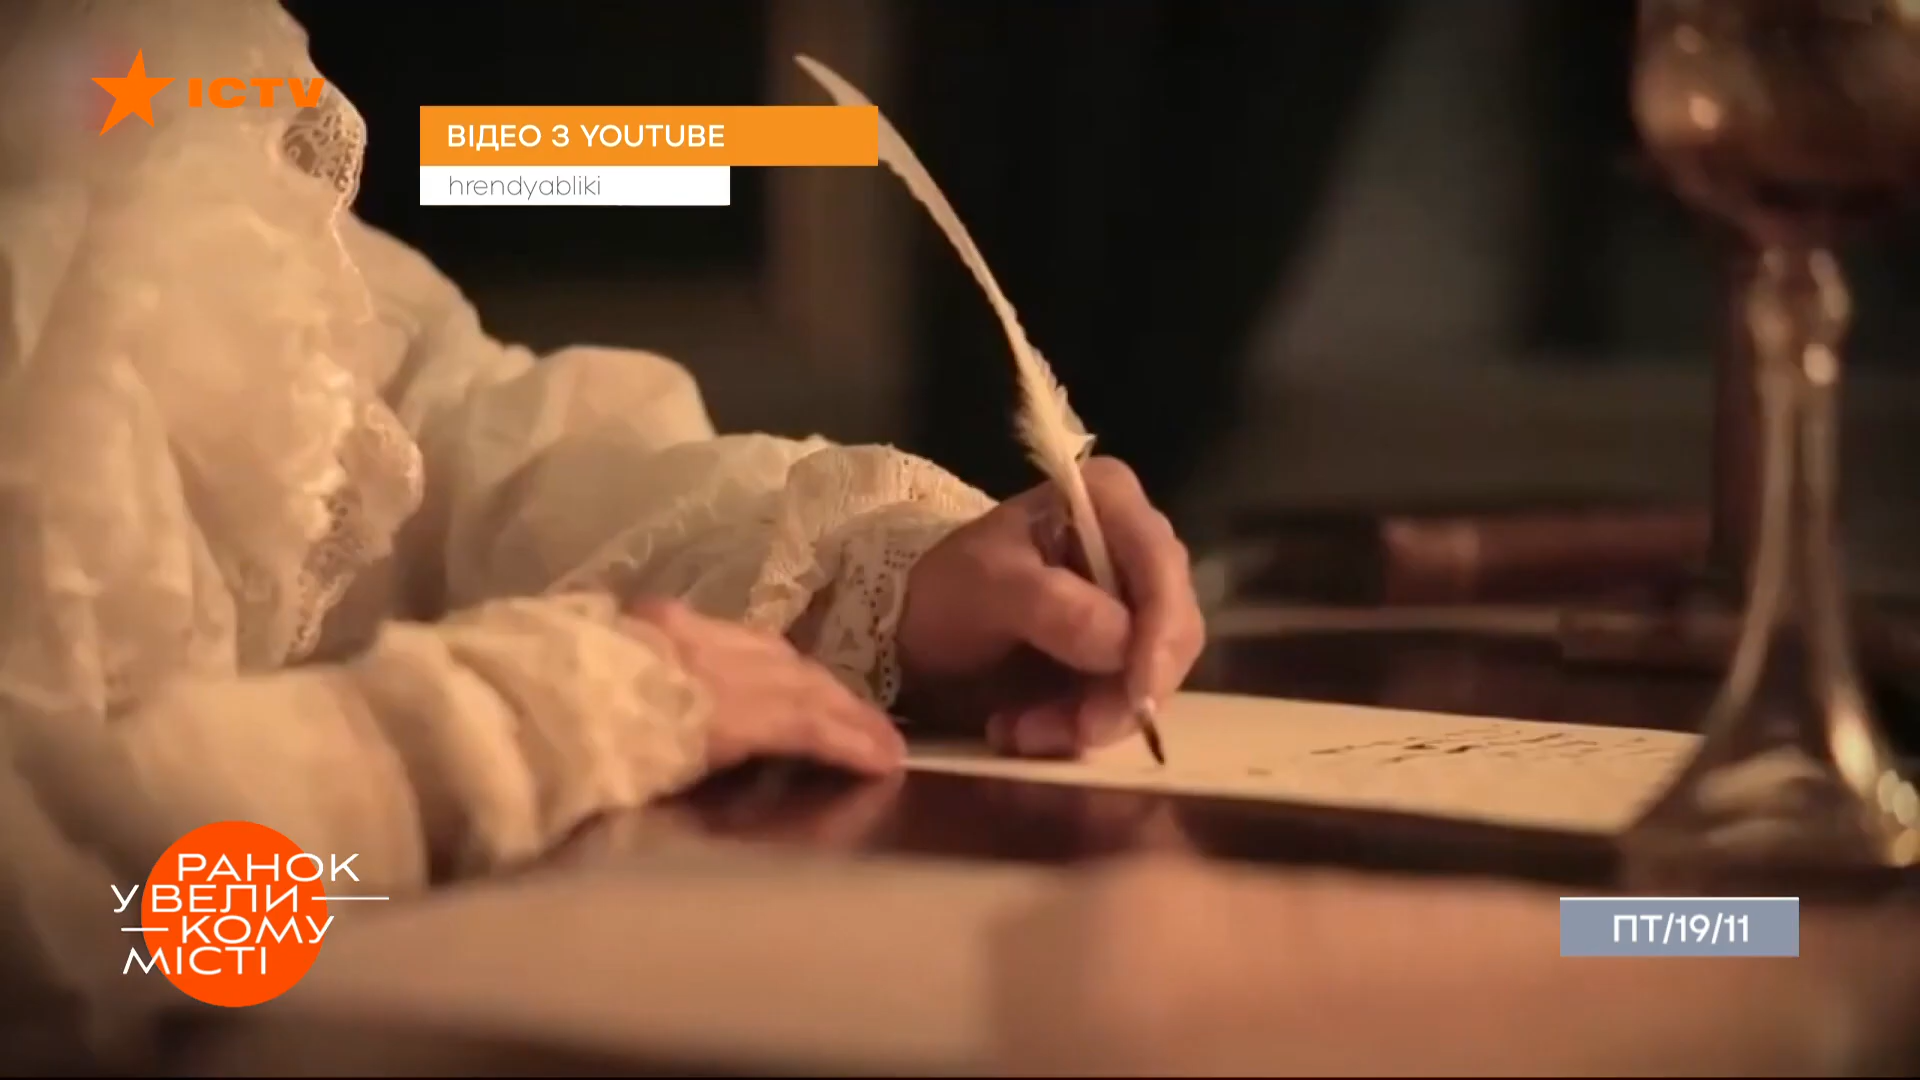 ICTV
ВІДЕО З YOUTUBE
hrendyabliki
РАНОК
У ВЕЛИ
КОМУ
МІСТІ
ПТ/19/11